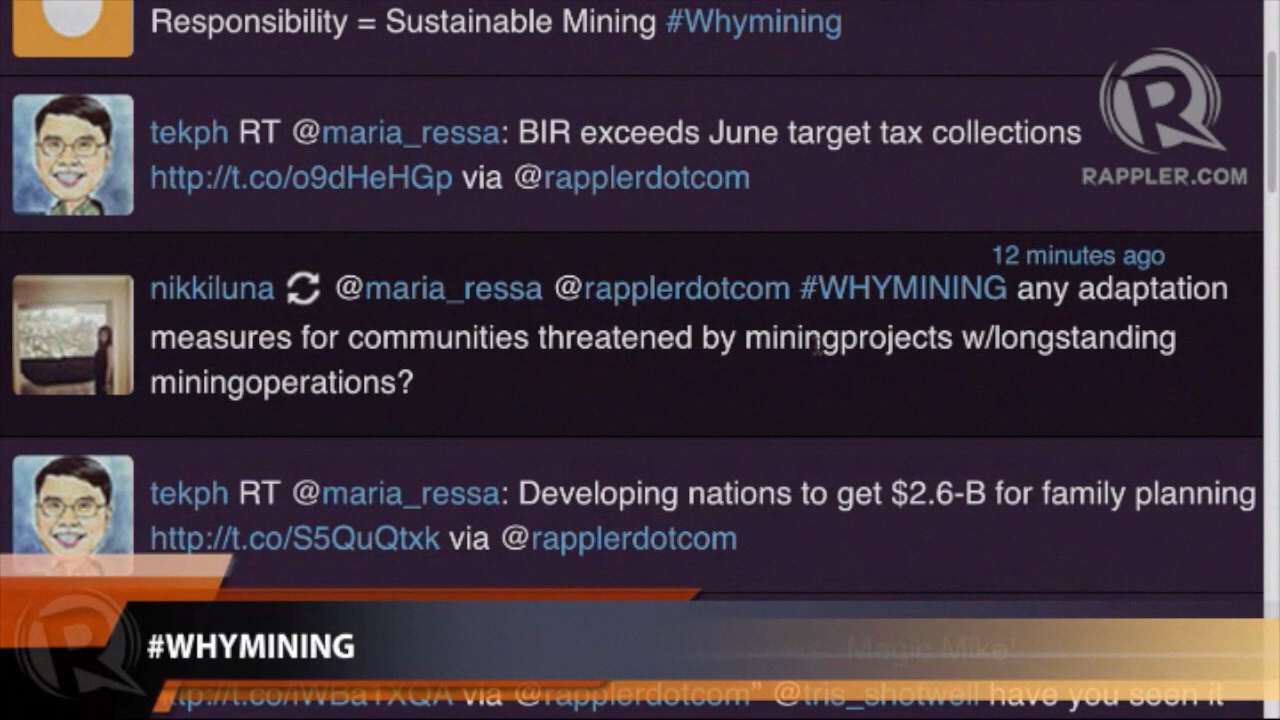 Responsibility = Sustainable Mining #Whymining
tekph RT @maria_ressa: BIR exceeds June target tax collections
http://t.co/o9dHeHGp via @rapplerdotcom
RAPPLER.COM
12 minutes ago
nikkiluna @maria_ressa @rapplerdotcom #WHYMINING any adaptation
measures for communities threatened by miningprojects w/longstanding
miningoperations?
tekph RT @maria_ressa: Developing nations to get $2.6-B for family planning
http://t.co/S5QuQtxk via @rapplerdotcom
#WHYMINING
Magic Mike!
via @rapplerdotcom" @tris_shotwell have you seen it